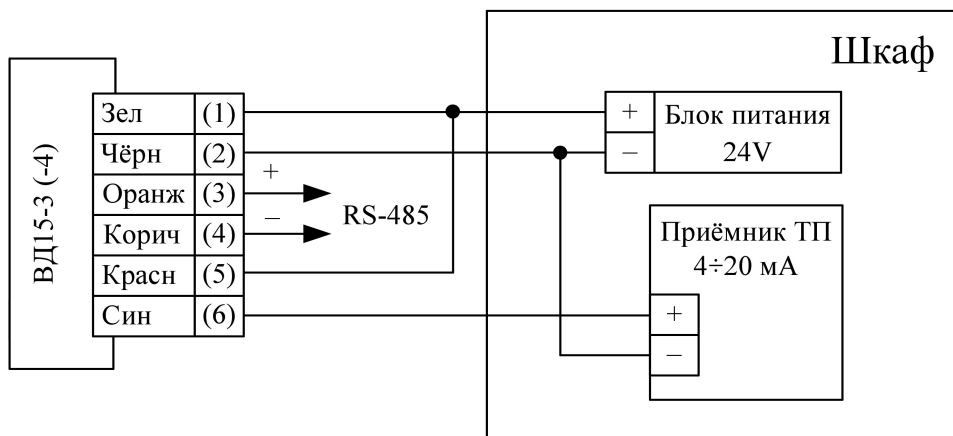 Шкаф
ВД15-3 (-4)
Зел (1)
Чёрн (2)
Оранж (3)
Корич (4)
Красн (5)
Син (6)
+
–
RS-485
+
–
Блок питания
24V
Приёмник ТП
4÷20 мА
+
–